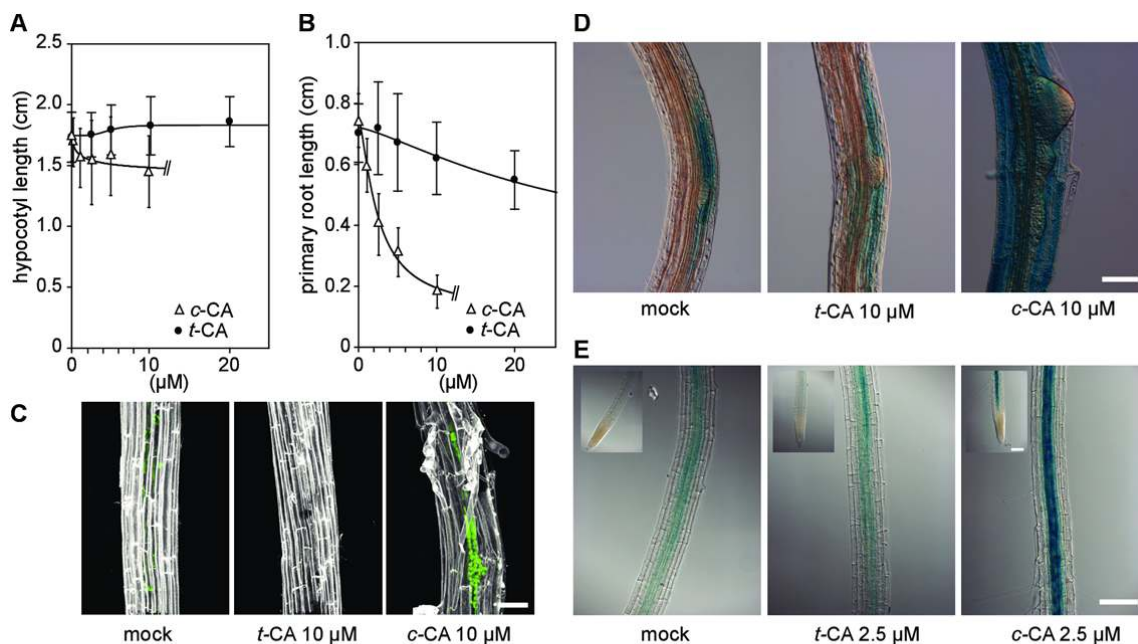 A
2.5
2.0
1.5
1.0
0
hypocotyl length (cm)
c-CA
t-CA
0 10 20
(µM)
B
1.0
0.8
0.6
0.4
0.2
0
primary root length (cm)
c-CA
t-CA
0 10 20
(µM)
C
mock t-CA 10 µM c-CA 10 µM
D
mock t-CA 10 µM c-CA 10 µM
E
mock t-CA 2.5 µM c-CA 2.5 µM